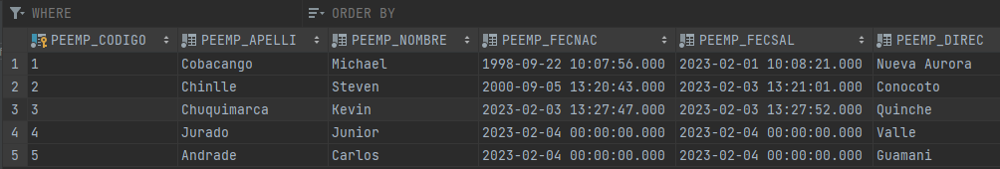 WHERE ORDER BY
PEEMP_CODIGO PEEMP_APELLI PEEMP_NOMBRE PEEMP_FECNAC PEEMP_FECSAL PEEMP_DIREC
1 1 Cobacango Michael 1998-09-22 10:07:56.000 2023-02-01 10:08:21.000 Nueva Aurora
2 2 Chinlle Steven 2000-09-05 13:20:43.000 2023-02-03 13:21:01.000 Conocoto
3 3 Chuquimarca Kevin 2023-02-03 13:27:47.000 2023-02-03 13:27:52.000 Quinche
4 4 Jurado Junior 2023-02-04 00:00:00.000 2023-02-04 00:00:00.000 Valle
5 5 Andrade Carlos 2023-02-04 00:00:00.000 2023-02-04 00:00:00.000 Guamani